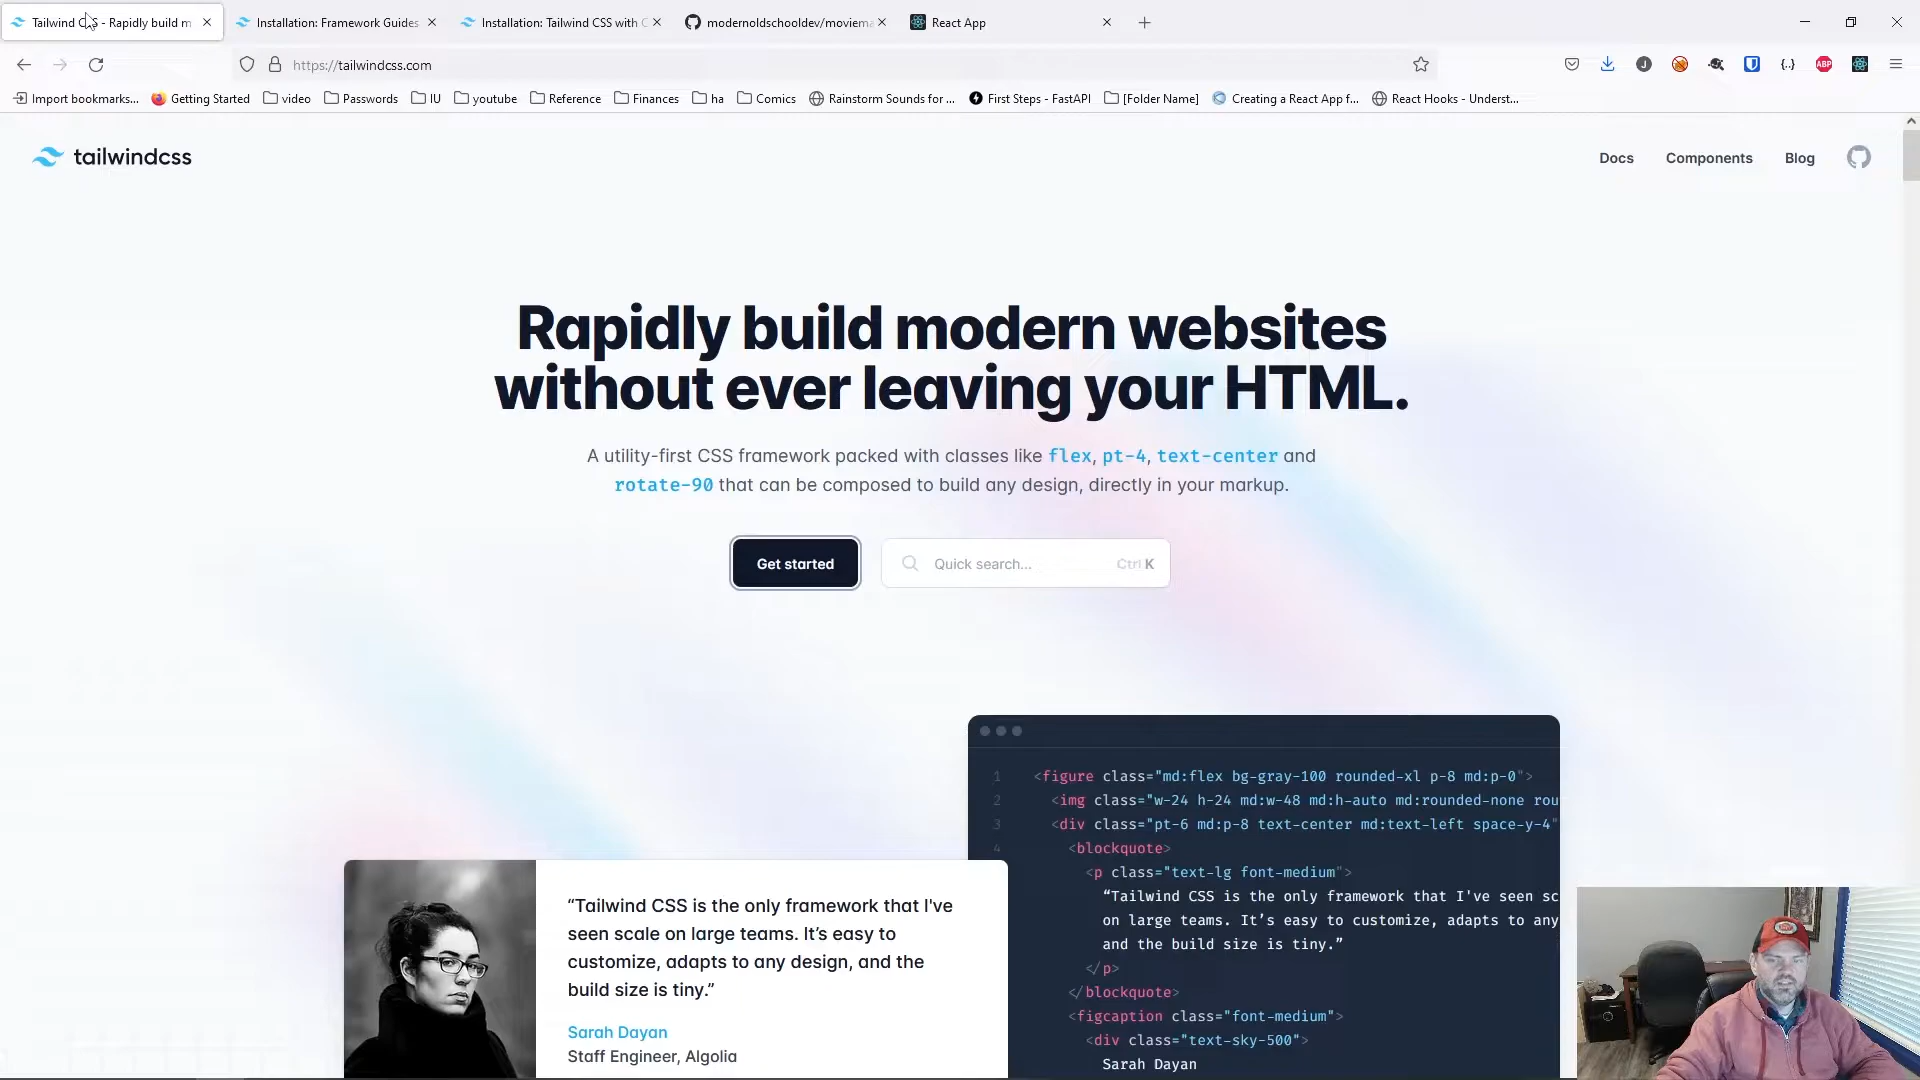 Tailwind CSS - Rapidly build m
Installation: Framework Guides
Installation: Tailwind CSS with C
modernoldschooldev/moviema
React App
https://tailwindcss.com
Import bookmarks...
Getting Started
video
Passwords
IU
youtube
Reference
Finances
ha
Comics
Rainstorm Sounds for ...
First Steps - FastAPI
[Folder Name]
Creating a React App f...
React Hooks - Underst...
tailwindcss
Docs
Components
Blog
Rapidly build modern websites
without ever leaving your HTML.
A utility-first CSS framework packed with classes like flex, pt-4, text-center and
rotate-90 that can be composed to build any design, directly in your markup.
Get started
Quick search...
Ctrl K
1 <figure class="md:flex bg-gray-100 rounded-xl p-8 md:p-0">
2 <img class="w-24 h-24 md:w-48 md:h-auto md:rounded-none rou
3 <div class="pt-6 md:p-8 text-center md:text-left space-y-4"
4 <blockquote>
<p class="text-lg font-medium">
“Tailwind CSS is the only framework that I've seen sc
on large teams. It’s easy to customize, adapts to any
and the build size is tiny.”
</p>
</blockquote>
<figcaption class="font-medium">
<div class="text-sky-500">
Sarah Dayan
“Tailwind CSS is the only framework that I've
seen scale on large teams. It’s easy to
customize, adapts to any design, and the
build size is tiny.”
Sarah Dayan
Staff Engineer, Algolia